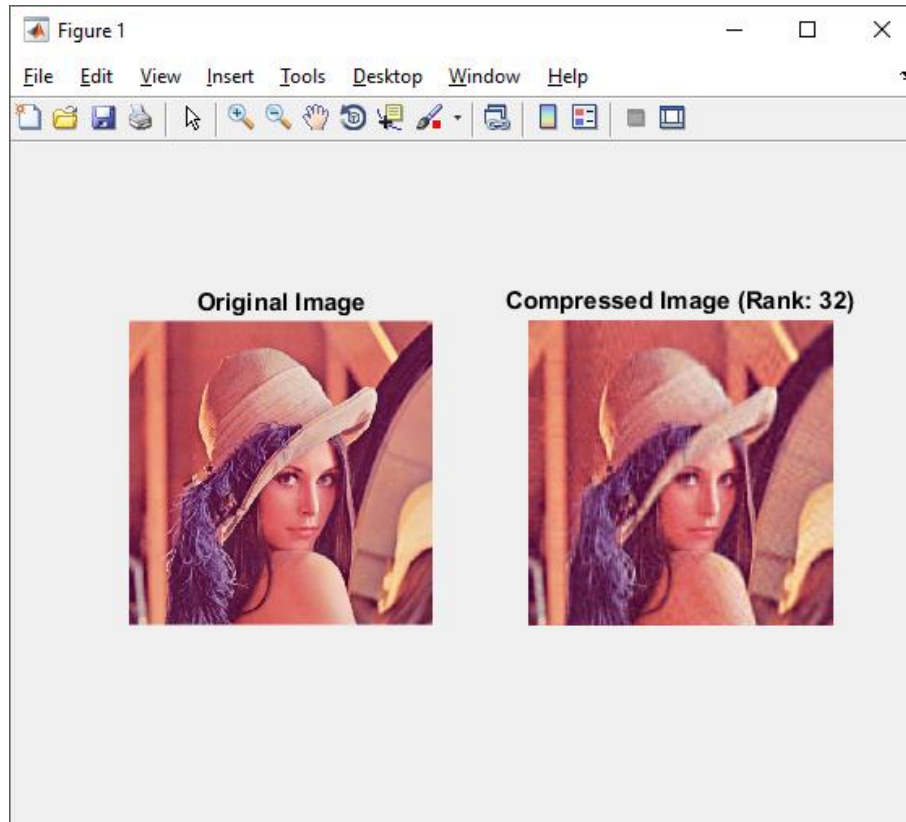 Figure 1
File Edit View Insert Tools Desktop Window Help
Original Image
Compressed Image (Rank: 32)